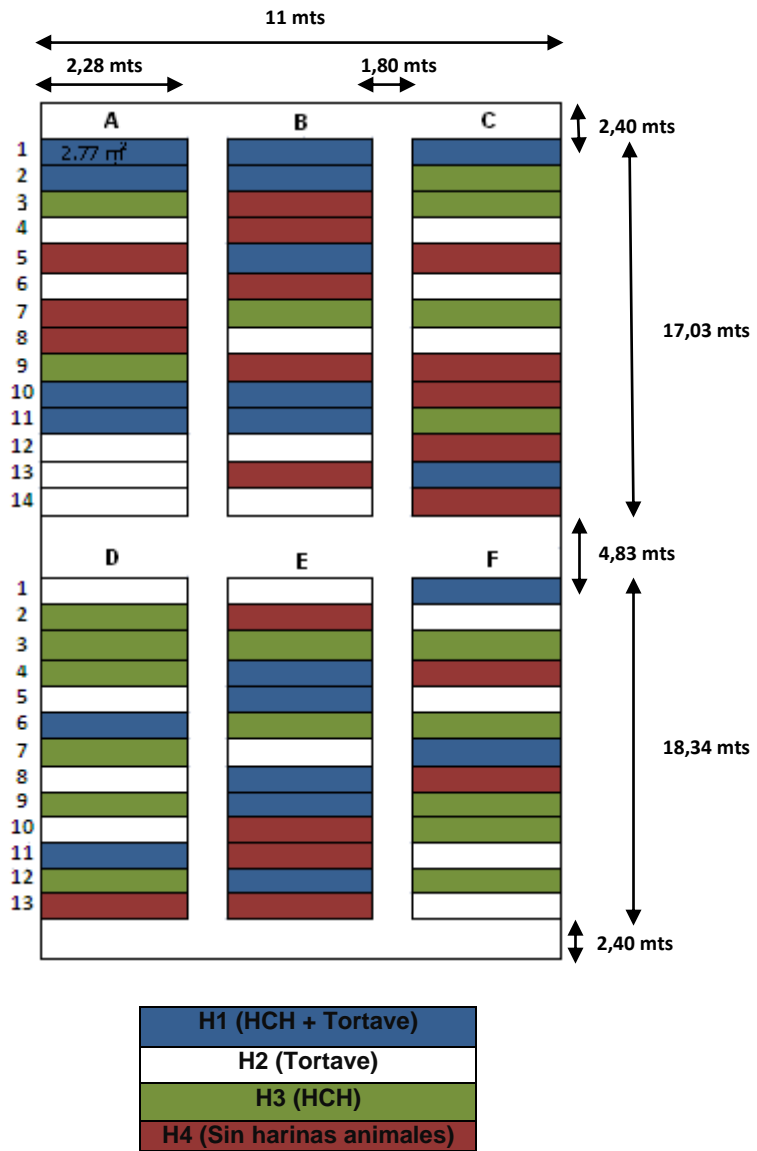 11 mts
2,28 mts
1,80 mts
A B C
2,40 mts
1 2.77 m²
2
3
4
5
6
7
17,03 mts
8
9
10
11
12
13
14
D E F
4,83 mts
1
2
3
4
5
6
7
18,34 mts
8
9
10
11
12
13
2,40 mts
H1 (HCH + Tortave)
H2 (Tortave)
H3 (HCH)
H4 (Sin harinas animales)